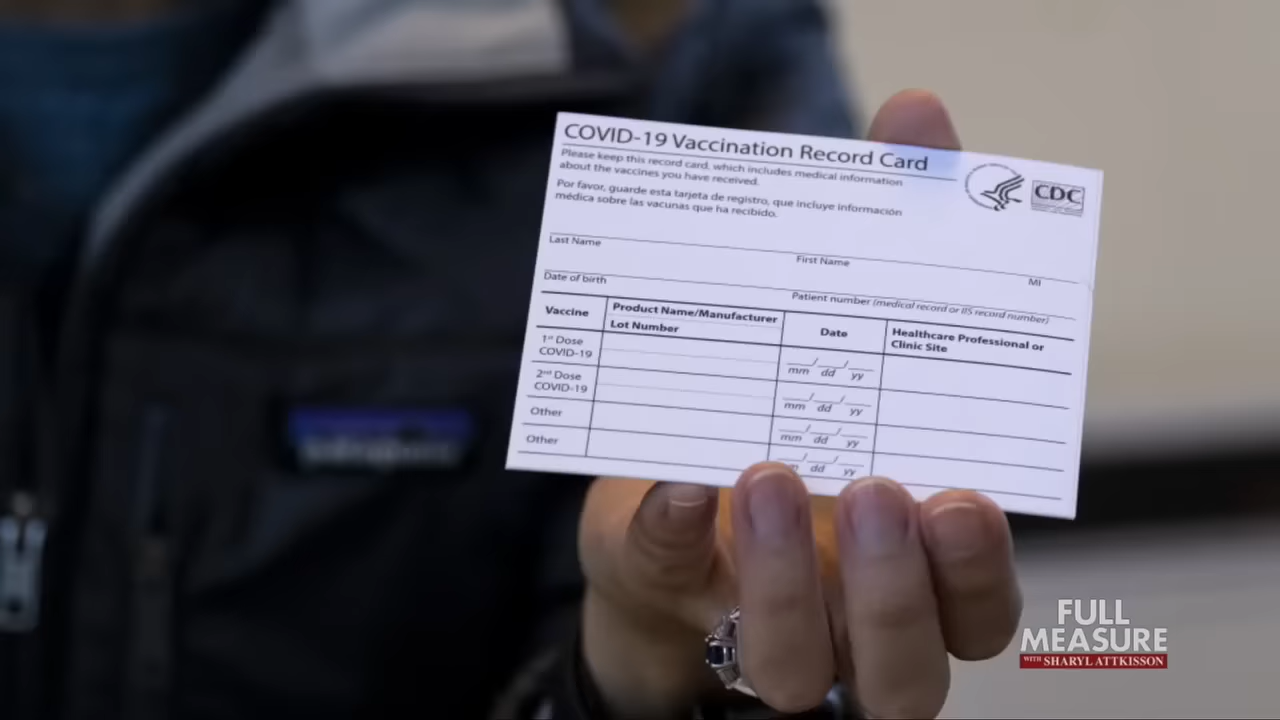 COVID-19 Vaccination Record Card
Please keep this record card, which includes medical information
about the vaccines you have received.
Por favor, guarde esta tarjeta de registro, que incluye información
médica sobre las vacunas que ha recibido.
CDC
Last Name First Name MI
Date of birth Patient number (medical record or IIS record number)
Vaccine
Product Name/Manufacturer
Lot Number
Date
Healthcare Professional or
Clinic Site
1st Dose
COVID-19
mm / dd / yy
2nd Dose
COVID-19
mm / dd / yy
Other
mm / dd / yy
Other
dd / yy
FULL
MEASURE
WITH SHARYL ATTKISSON